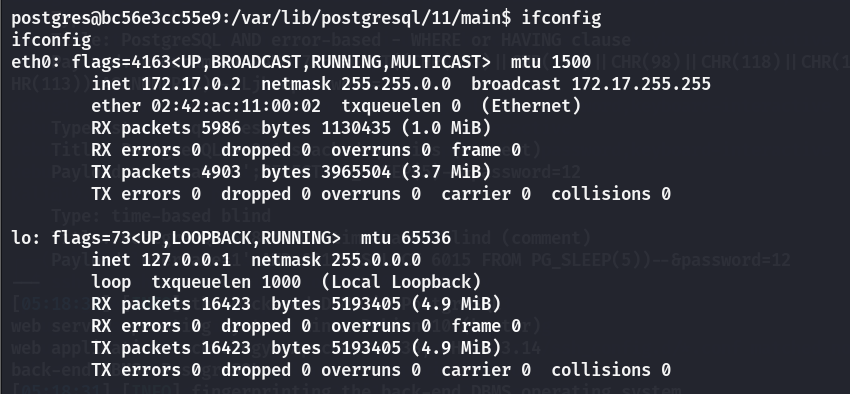 postgres@bc56e3cc55e9:/var/lib/postgresql/11/main$ ifconfig
ifconfig
eth0: flags=4163<UP,BROADCAST,RUNNING,MULTICAST>  mtu 1500
        inet 172.17.0.2  netmask 255.255.0.0  broadcast 172.17.255.255
        ether 02:42:ac:11:00:02  txqueuelen 0  (Ethernet)
        RX packets 5986  bytes 1130435 (1.0 MiB)
        RX errors 0  dropped 0  overruns 0  frame 0
        TX packets 4903  bytes 3965504 (3.7 MiB)
        TX errors 0  dropped 0 overruns 0  carrier 0  collisions 0

lo: flags=73<UP,LOOPBACK,RUNNING>  mtu 65536
        inet 127.0.0.1  netmask 255.0.0.0
        loop  txqueuelen 1000  (Local Loopback)
        RX packets 16423  bytes 5193405 (4.9 MiB)
        RX errors 0  dropped 0  overruns 0  frame 0
        TX packets 16423  bytes 5193405 (4.9 MiB)
        TX errors 0  dropped 0 overruns 0  carrier 0  collisions 0